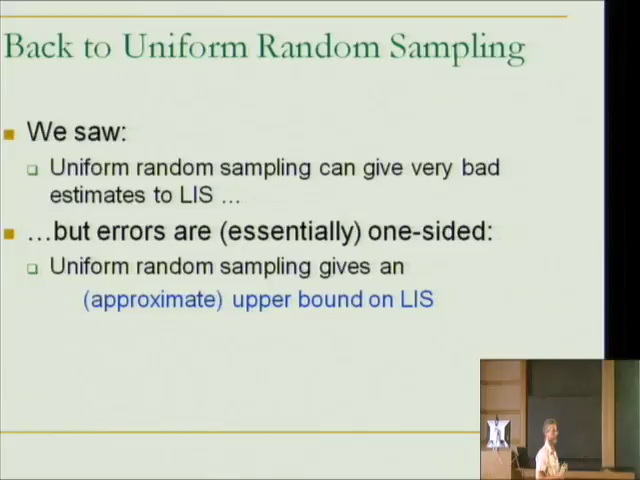 Back to Uniform Random Sampling
We saw:
Uniform random sampling can give very bad
estimates to LIS ...
...but errors are (essentially) one-sided:
Uniform random sampling gives an
(approximate) upper bound on LIS